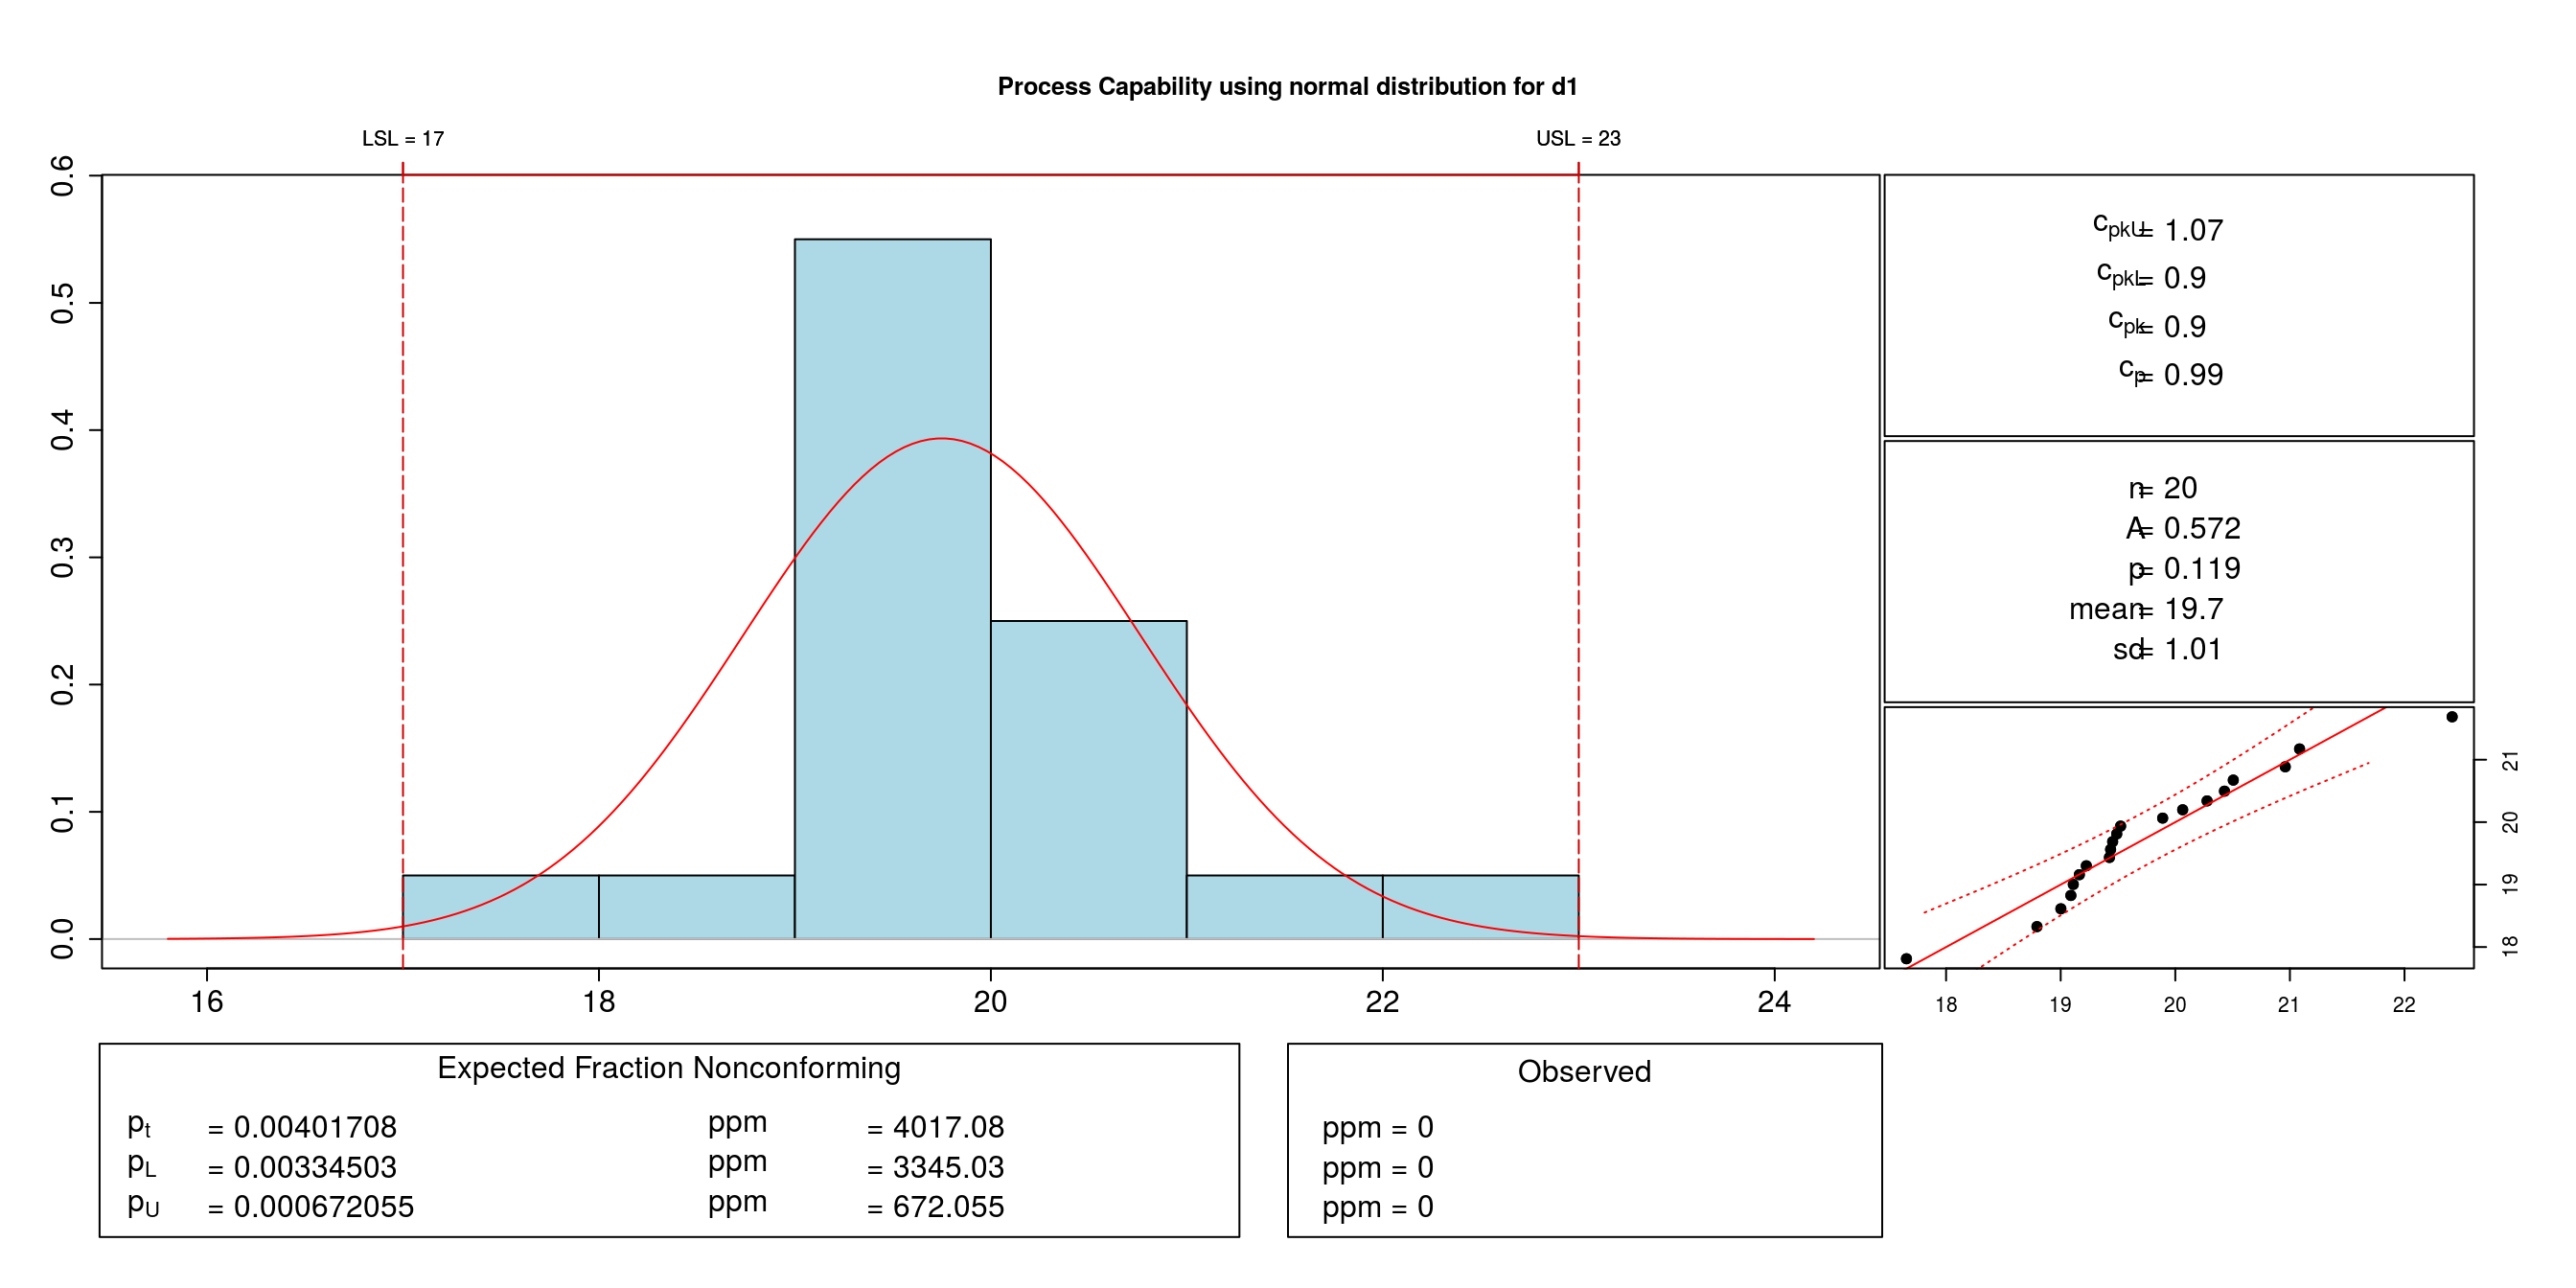 Process Capability using normal distribution for d1
LSL = 17
USL = 23
0.6
0.5
0.4
0.3
0.2
0.1
0.0
16 18 20 22 24
cpkU = 1.07
cpkL = 0.9
cpk = 0.9
cp = 0.99
n = 20
A = 0.572
p = 0.119
mean = 19.7
sd = 1.01
21
20
19
18
18 19 20 21 22
Expected Fraction Nonconforming
pt = 0.00401708 ppm = 4017.08
pL = 0.00334503 ppm = 3345.03
pU = 0.000672055 ppm = 672.055
Observed
ppm = 0
ppm = 0
ppm = 0